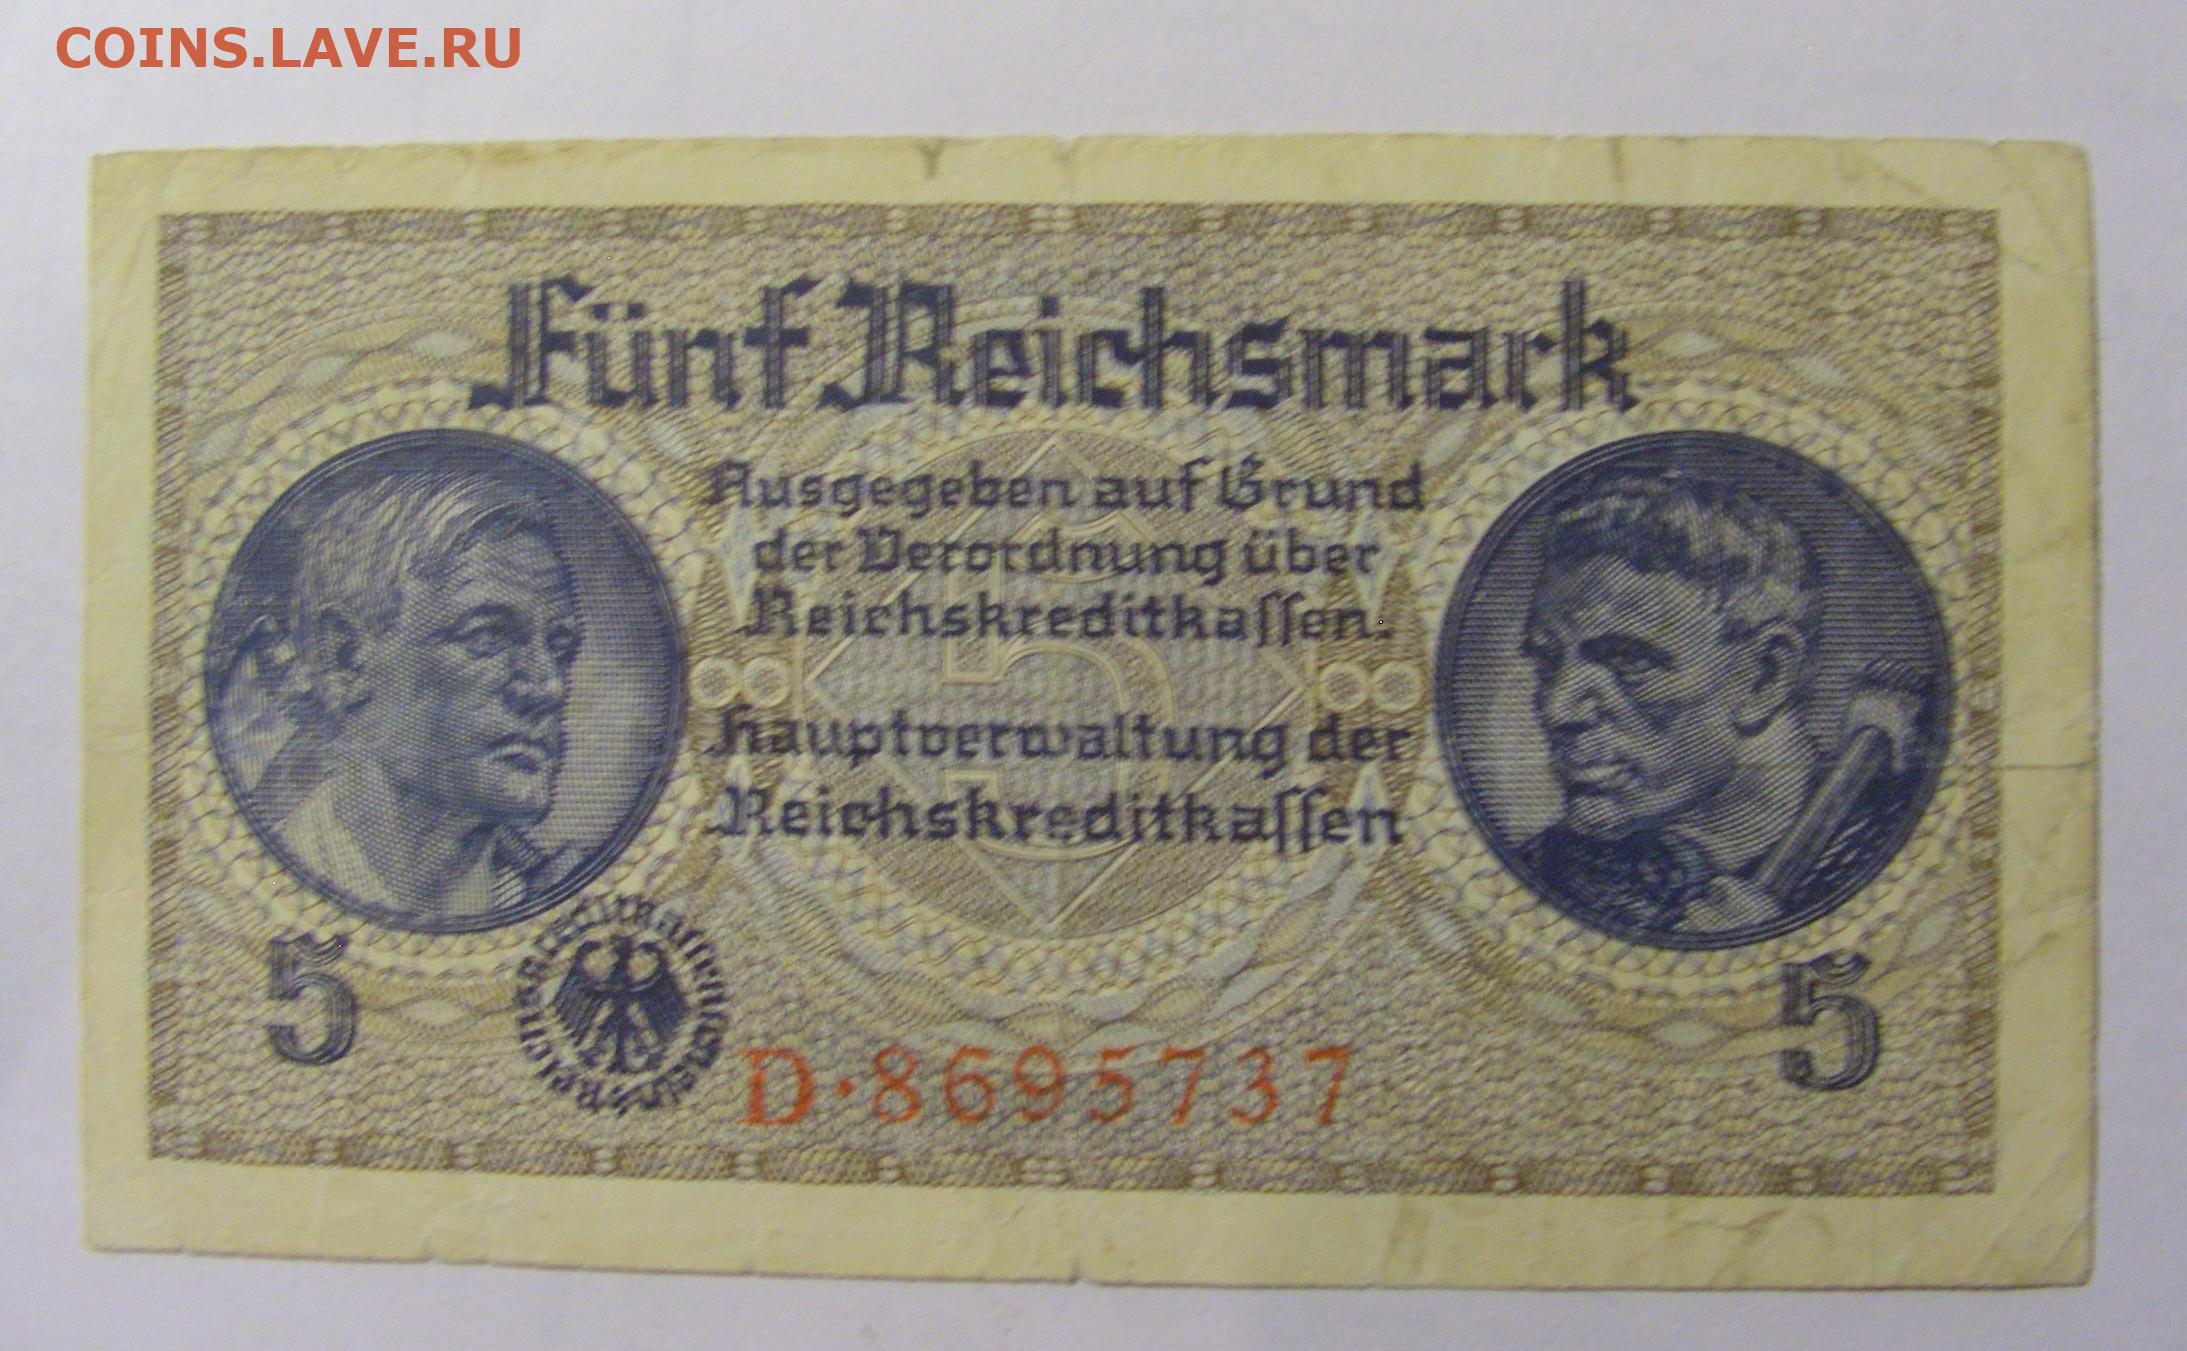 COINS.LAVE.RU
Fünf Reichsmark
Ausgegeben auf Grund
der Verordnung über
Reichskreditkaſſen.
Hauptverwaltung der
Reichskreditkaſſen
5
5
D·8695737